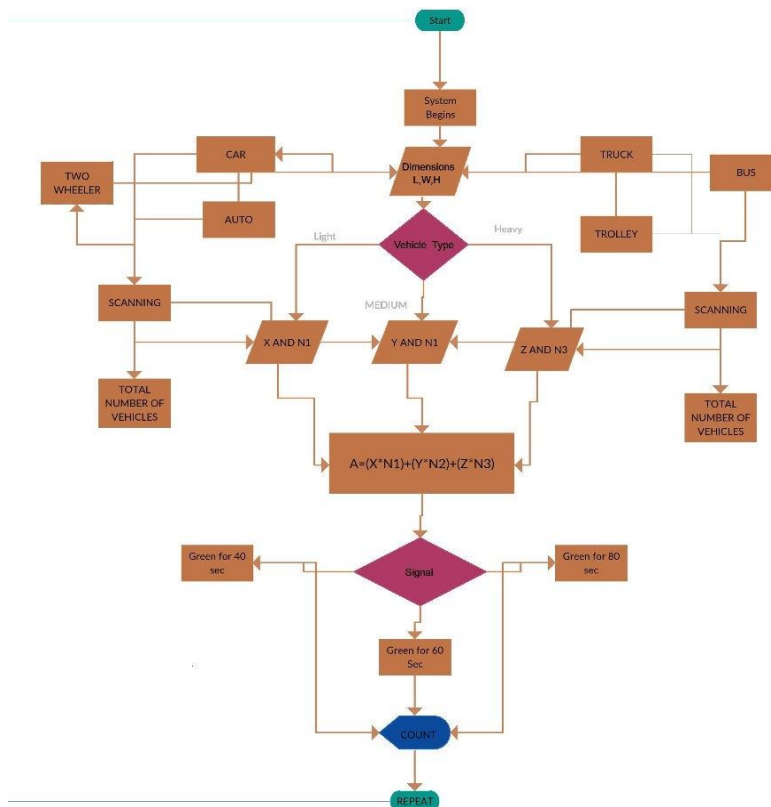 Start
System
Begins
CAR
Dimensions
L,W,H
TRUCK
TWO
WHEELER
BUS
AUTO
TROLLEY
Light
Vehicle Type
Heavy
SCANNING
MEDIUM
SCANNING
X AND N1
Y AND N1
Z AND N3
TOTAL
NUMBER OF
VEHICLES
TOTAL
NUMBER OF
VEHICLES
A=(X*N1)+(Y*N2)+(Z*N3)
Green for 40
sec
Signal
Green for 80
sec
Green for 60
Sec
COUNT
REPEAT